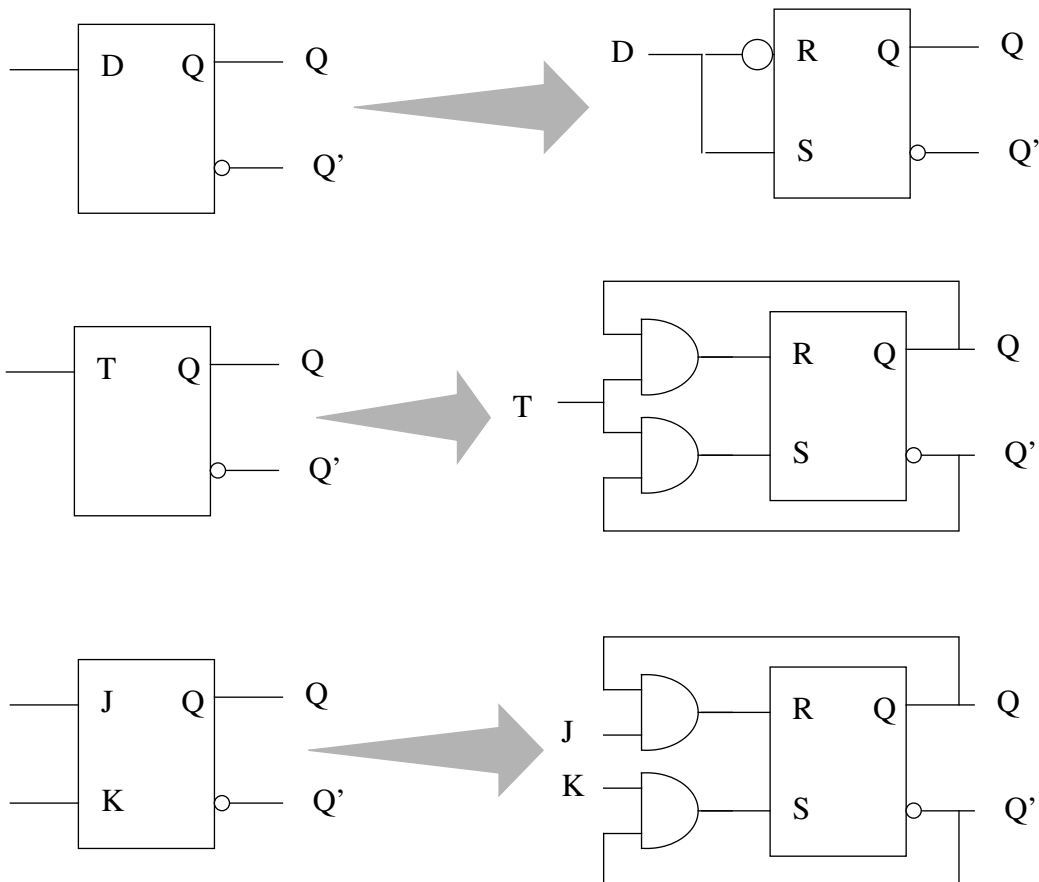 D Q Q
Q'
D R Q Q
S Q'
T Q Q
Q'
T R Q Q
S Q'
J Q Q
K Q'
J R Q Q
K S Q'